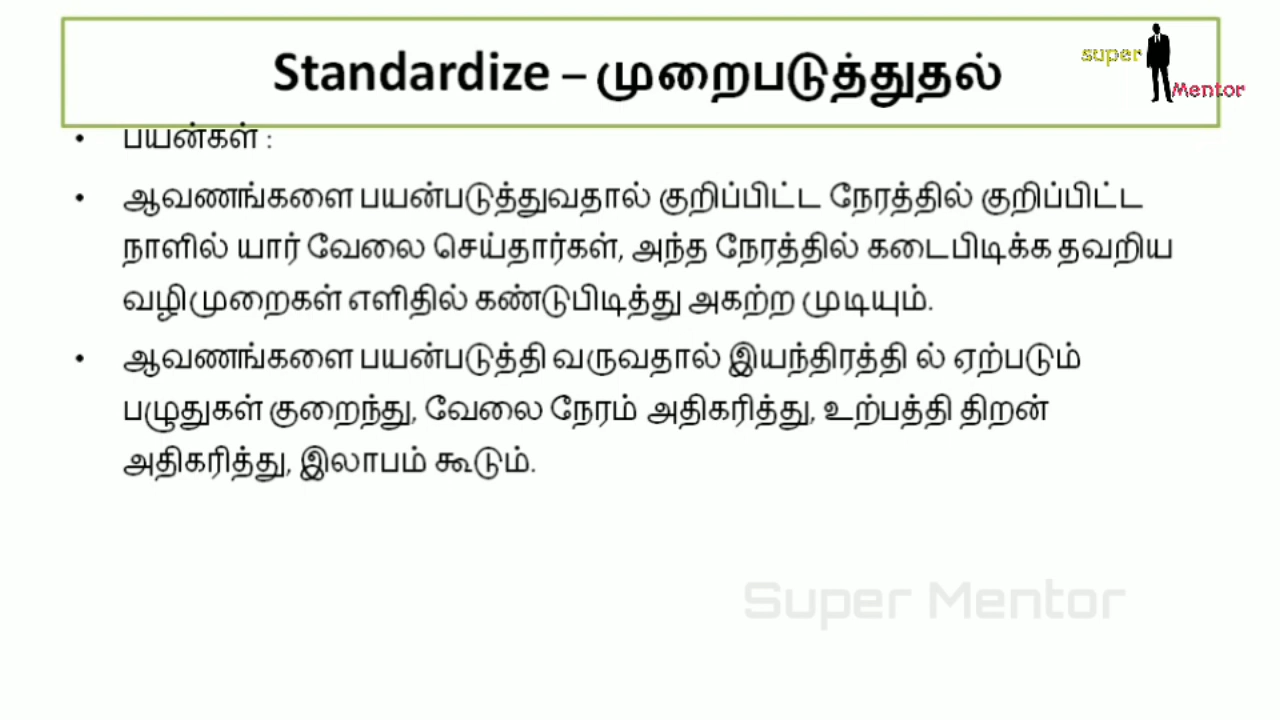 Standardize – முறைபடுத்துதல்
super
Mentor
• பயன்கள் :
• ஆவணங்களை பயன்படுத்துவதால் குறிப்பிட்ட நேரத்தில் குறிப்பிட்ட
நாளில் யார் வேலை செய்தார்கள், அந்த நேரத்தில் கடைபிடிக்க தவறிய
வழிமுறைகள் எளிதில் கண்டுபிடித்து அகற்ற முடியும்.
• ஆவணங்களை பயன்படுத்தி வருவதால் இயந்திரத்தி ல் ஏற்படும்
பழுதுகள் குறைந்து, வேலை நேரம் அதிகரித்து, உற்பத்தி திறன்
அதிகரித்து, இலாபம் கூடும்.
Super Mentor